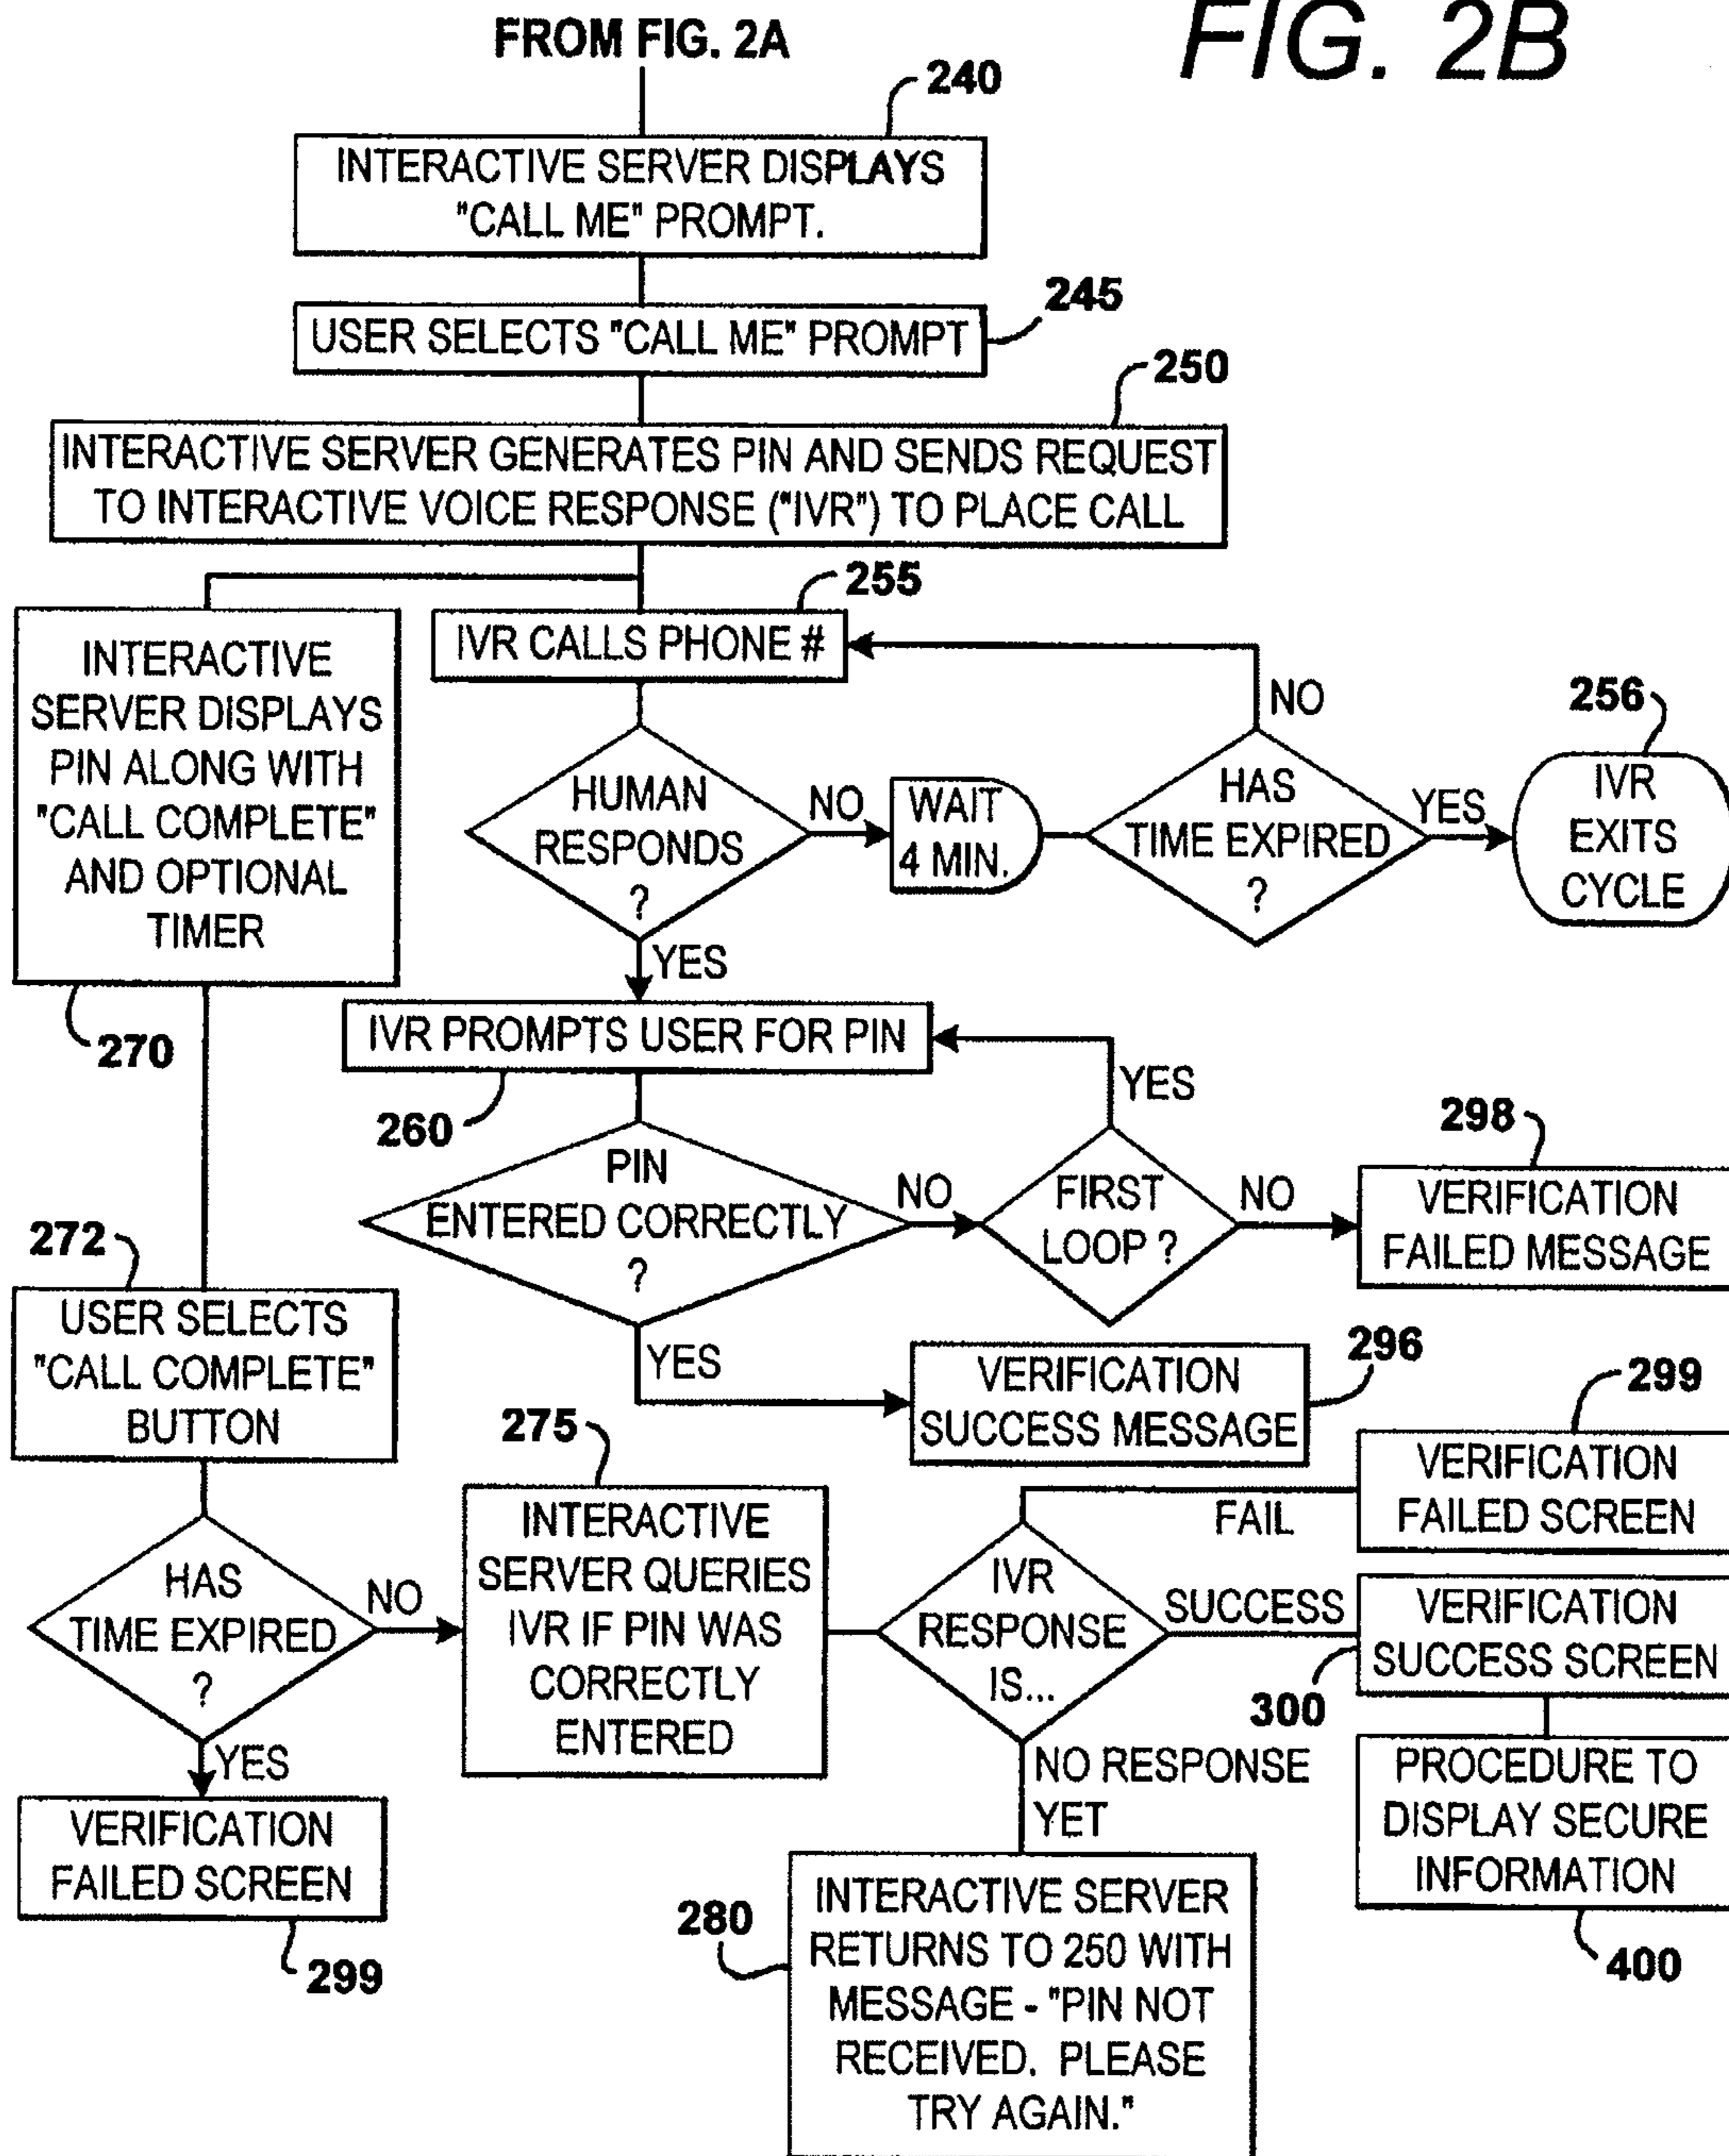 FROM FIG. 2A
FIG. 2B
240
INTERACTIVE SERVER DISPLAYS
"CALL ME" PROMPT.
245
USER SELECTS "CALL ME" PROMPT
250
INTERACTIVE SERVER GENERATES PIN AND SENDS REQUEST
TO INTERACTIVE VOICE RESPONSE ("IVR") TO PLACE CALL
255
IVR CALLS PHONE #
INTERACTIVE
SERVER DISPLAYS
PIN ALONG WITH
"CALL COMPLETE"
AND OPTIONAL
TIMER
270
HUMAN
RESPONDS
?
NO
WAIT
4 MIN.
HAS
TIME EXPIRED
?
NO
YES
256
IVR
EXITS
CYCLE
YES
IVR PROMPTS USER FOR PIN
260
YES
PIN
ENTERED CORRECTLY
?
NO
FIRST
LOOP ?
NO
298
VERIFICATION
FAILED MESSAGE
YES
VERIFICATION
SUCCESS MESSAGE
296
272
USER SELECTS
"CALL COMPLETE"
BUTTON
HAS
TIME EXPIRED
?
NO
YES
VERIFICATION
FAILED SCREEN
299
275
INTERACTIVE
SERVER QUERIES
IVR IF PIN WAS
CORRECTLY
ENTERED
IVR
RESPONSE
IS...
FAIL
299
VERIFICATION
FAILED SCREEN
SUCCESS
VERIFICATION
SUCCESS SCREEN
300
PROCEDURE TO
DISPLAY SECURE
INFORMATION
400
NO RESPONSE
YET
280
INTERACTIVE SERVER
RETURNS TO 250 WITH
MESSAGE - "PIN NOT
RECEIVED. PLEASE
TRY AGAIN."